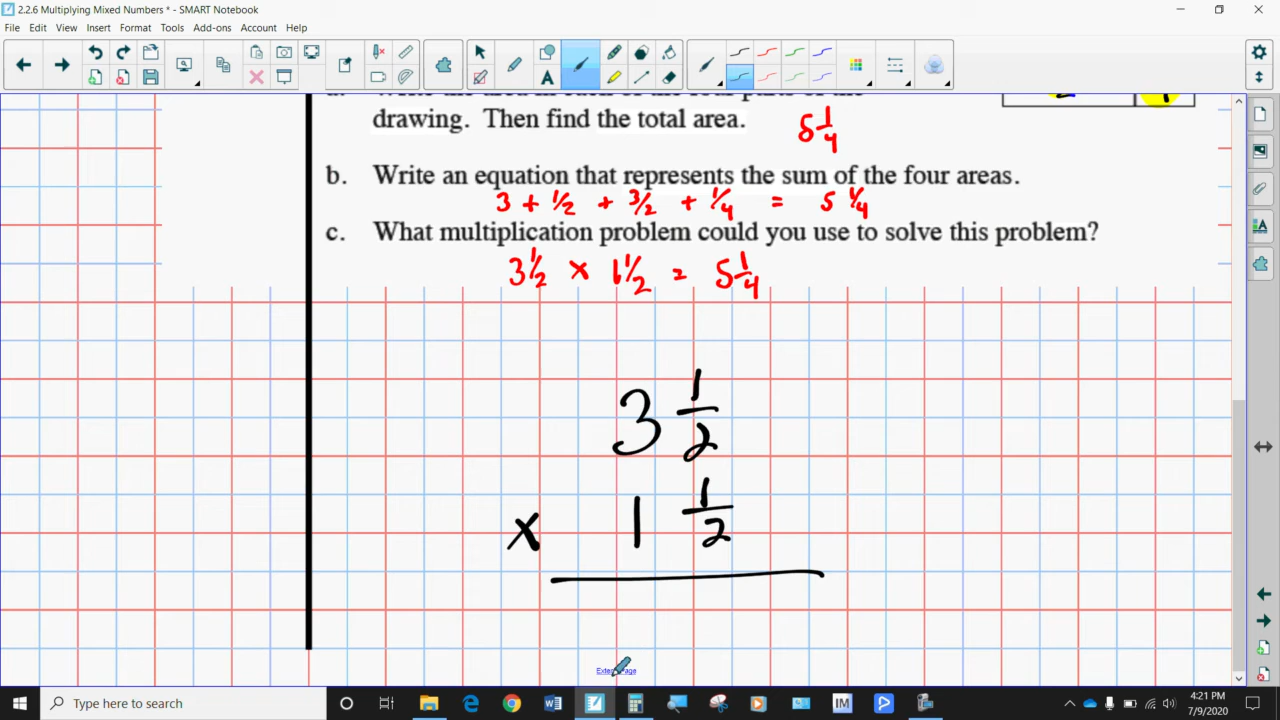 2.2.6 Multiplying Mixed Numbers * - SMART Notebook
File Edit View Insert Format Tools Add-ons Account Help
drawing. Then find the total area. 5 1/4
b. Write an equation that represents the sum of the four areas.
3 + 1/2 + 3/2 + 1/4 = 5 1/4
c. What multiplication problem could you use to solve this problem?
3 1/2 x 1 1/2 = 5 1/4
3 1/2
x 1 1/2
Extend Page
Type here to search
4:21 PM
7/9/2020